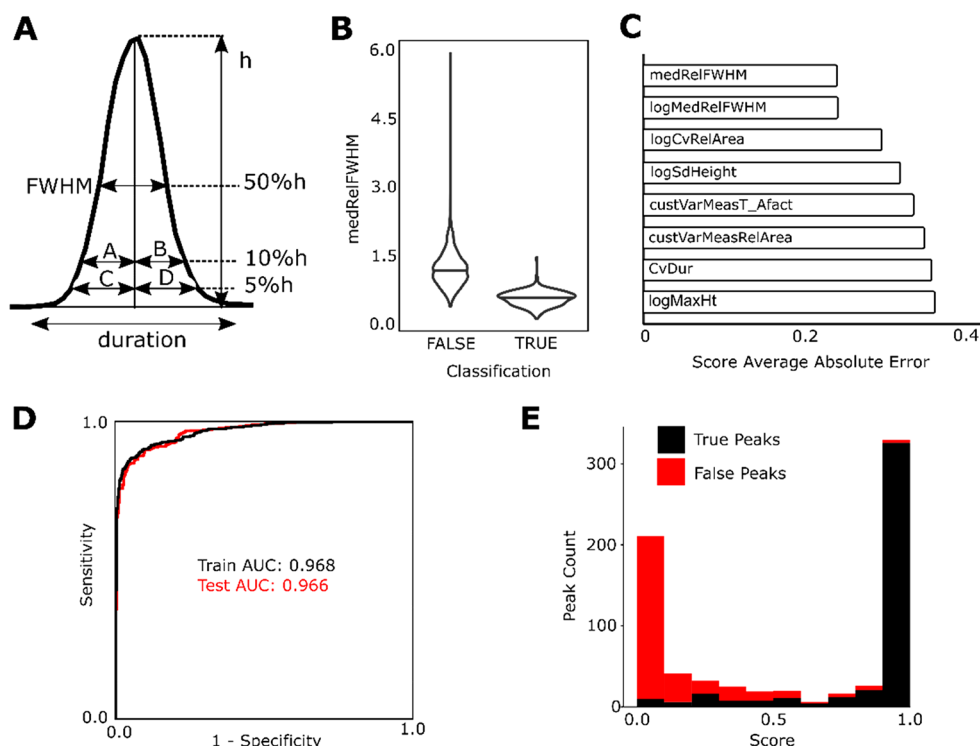 A
h
FWHM
50%h
A
B
10%h
C
D
5%h
duration
B
6.0
4.5
3.0
1.5
0.0
medRelFWHM
FALSE
TRUE
Classification
C
medRelFWHM
logMedRelFWHM
logCvRelArea
logSdHeight
custVarMeasT_Afact
custVarMeasRelArea
CvDur
logMaxHt
0
0.2
0.4
Score Average Absolute Error
D
1.0
Sensitivity
Train AUC: 0.968
Test AUC: 0.966
0.0
0.0
1.0
1 - Specificity
E
True Peaks
False Peaks
300
200
100
0
Peak Count
0.0
0.5
1.0
Score